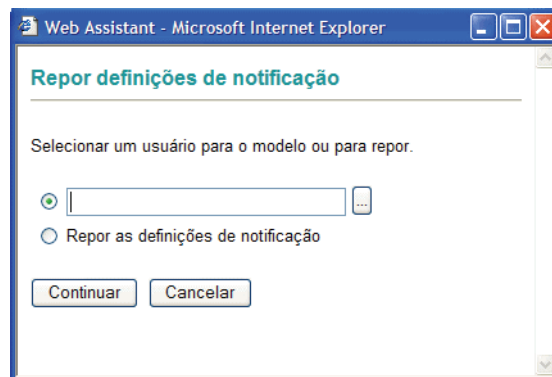 Web Assistant - Microsoft Internet Explorer
Repor definições de notificação
Selecionar um usuário para o modelo ou para repor.
...
Repor as definições de notificação
Continuar Cancelar